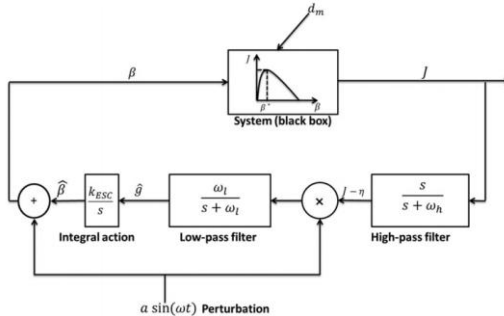 d_m
β
J
J
β*
β
System (black box)
β̂
k_ESC
s
ĝ
ω_l
s + ω_l
×
J − η
s
s + ω_h
+
Integral action
Low-pass filter
High-pass filter
a sin(ωt) Perturbation